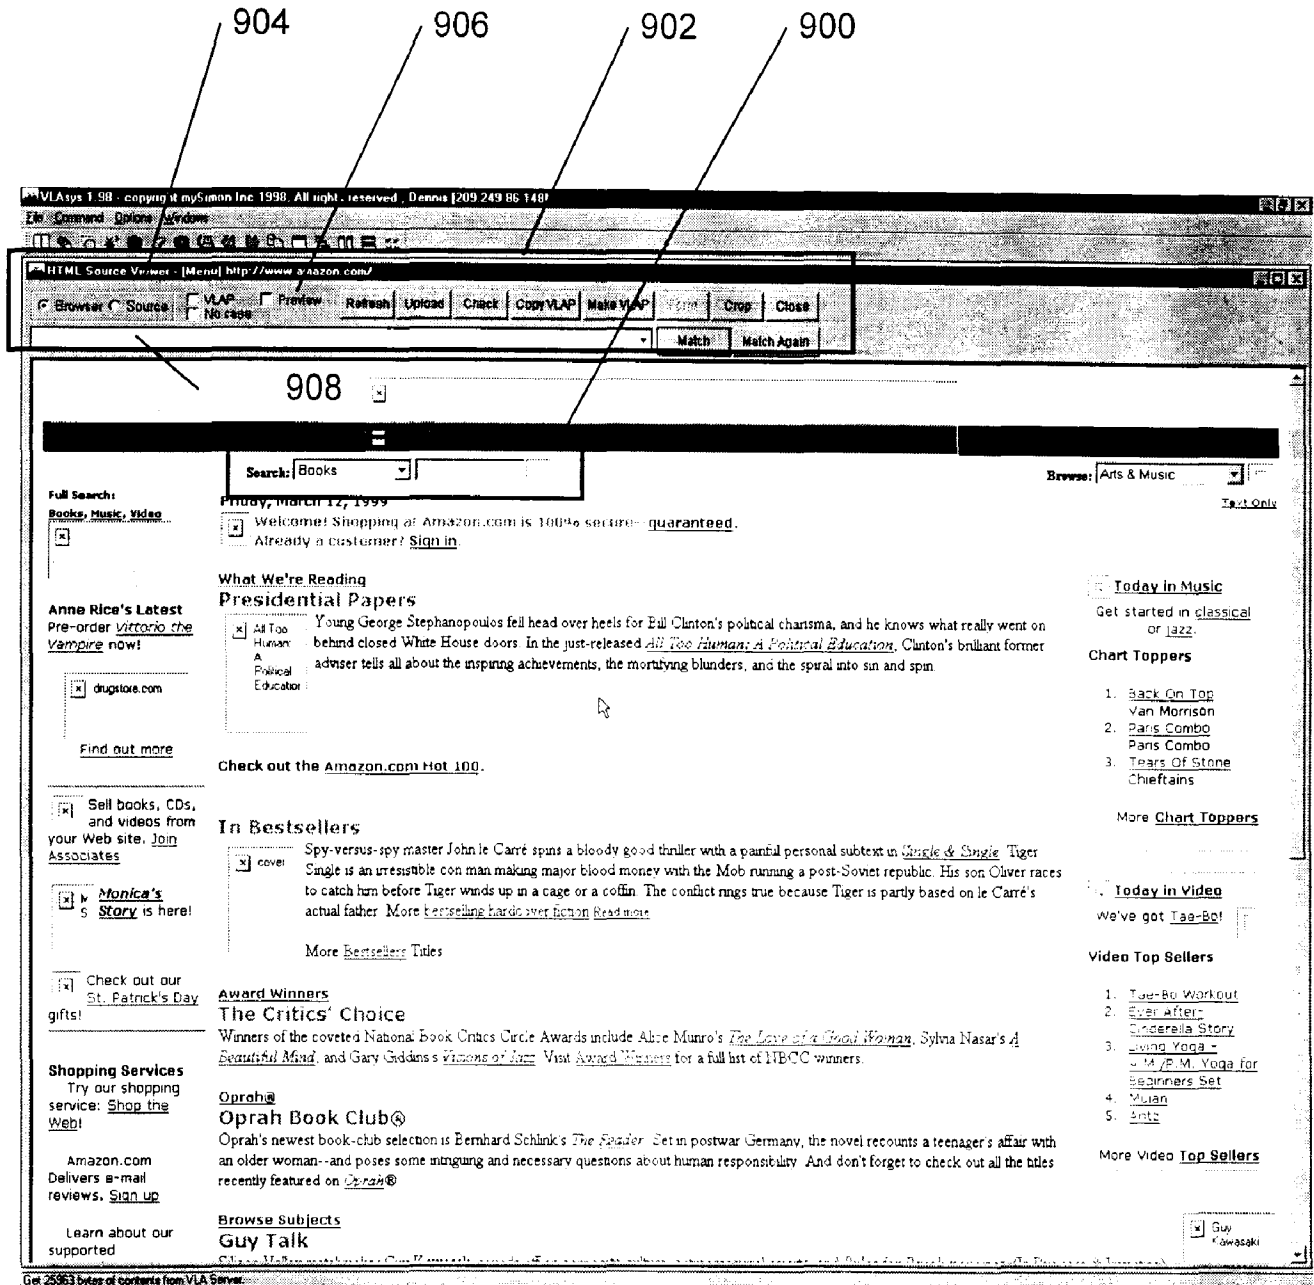 904 906 902 900
VLAsys 1.98 - copyright mySimon Inc 1998, All right, reserved, Dennis [209 249 86 148]
File Command Options Windows
HTML Source Viewer - [Menu] http://www.amazon.com/
Browser Source VLAP No case Preview Refresh Upload Check Copy VLAP Make VLAP Crop Close
Match Match Again
908
Search: Books
Browse: Arts & Music
Full Search:
Books, Music, Video
Text Only
Friday, March 12, 1999
Welcome! Shopping at Amazon.com is 100% secure--guaranteed.
Already a customer? Sign in.
Anne Rice's Latest
Pre-order Vittorio the
Vampire now!
drugstore.com
Find out more
Sell books, CDs,
and videos from
your Web site. Join
Associates
Monica's
Story is here!
Check out our
St. Patrick's Day
gifts!
Shopping Services
Try our shopping
service: Shop the
Web!
Amazon.com
Delivers e-mail
reviews. Sign up
Learn about our
supported
What We're Reading
Presidential Papers
All Too
Human:
A
Political
Education
Young George Stephanopoulos fell head over heels for Bill Clinton's political charisma, and he knows what really went on
behind closed White House doors. In the just-released All Too Human: A Political Education, Clinton's brilliant former
adviser tells all about the inspiring achievements, the mortifying blunders, and the spiral into sin and spin.
Check out the Amazon.com Hot 100.
In Bestsellers
cover
Spy-versus-spy master John le Carré spins a bloody good thriller with a painful personal subtext in Single & Single. Tiger
Single is an irresistible con man making major blood money with the Mob running a post-Soviet republic. His son Oliver races
to catch him before Tiger winds up in a cage or a coffin. The conflict rings true because Tiger is partly based on le Carré's
actual father. More bestselling hardcover fiction Read more
More Bestsellers Titles
Award Winners
The Critics' Choice
Winners of the coveted National Book Critics Circle Awards include Alice Munro's The Love of a Good Woman, Sylvia Nasar's A
Beautiful Mind, and Gary Giddins's Visions of Jazz. Visit Award Winners for a full list of NBCC winners.
Oprah®
Oprah Book Club®
Oprah's newest book-club selection is Bernhard Schlink's The Reader. Set in postwar Germany, the novel recounts a teenager's affair with
an older woman--and poses some intriguing and necessary questions about human responsibility. And don't forget to check out all the titles
recently featured on Oprah®
Browse Subjects
Guy Talk
Today in Music
Get started in classical
or jazz.
Chart Toppers
1. Back On Top
Van Morrison
2. Paris Combo
Paris Combo
3. Tears Of Stone
Chieftains
More Chart Toppers
Today in Video
We've got Tae-Bo!
Video Top Sellers
1. Tae-Bo Workout
2. Ever After:
Cinderella Story
3. Living Yoga -
A.M./P.M. Yoga for
Beginners Set
4. Mulan
5. Antz
More Video Top Sellers
Guy
Kawasaki
Get 25963 bytes of contents from VLA Server.